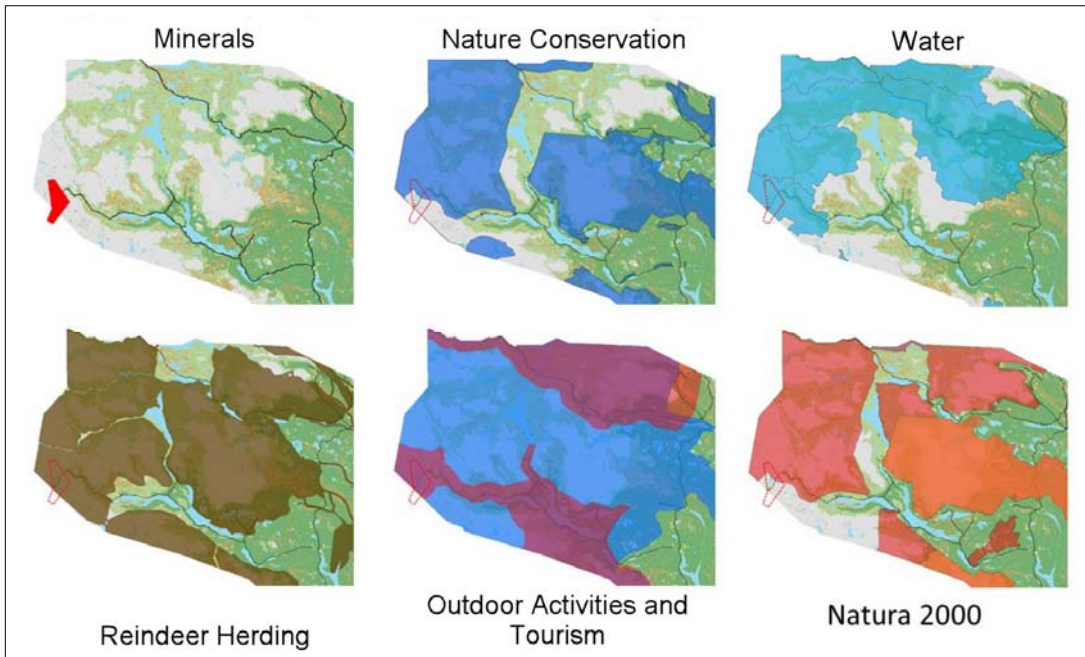 Minerals
Nature Conservation
Water
Reindeer Herding
Outdoor Activities and
Tourism
Natura 2000